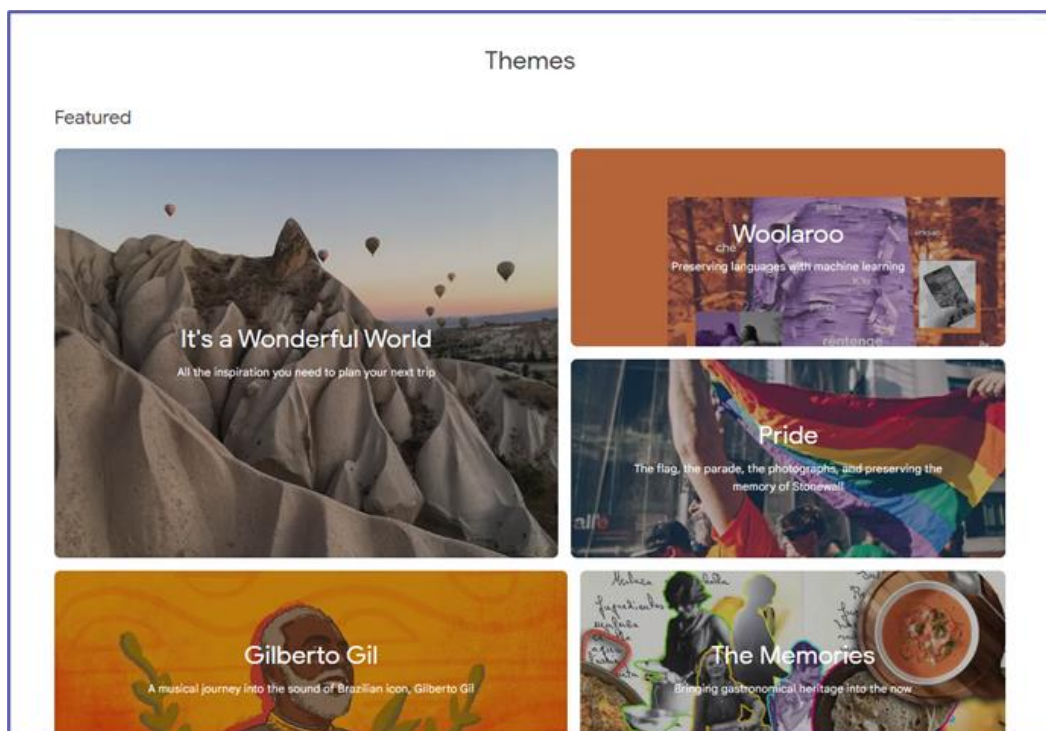 Themes
Featured
It's a Wonderful World
All the inspiration you need to plan your next trip
Woolaroo
che
Preserving languages with machine learning
rentenge
Pride
The flag, the parade, the photographs, and preserving the
memory of Stonewall
Gilberto Gil
A musical journey into the sound of Brazilian icon, Gilberto Gil
The Memories
Bringing gastronomical heritage into the now